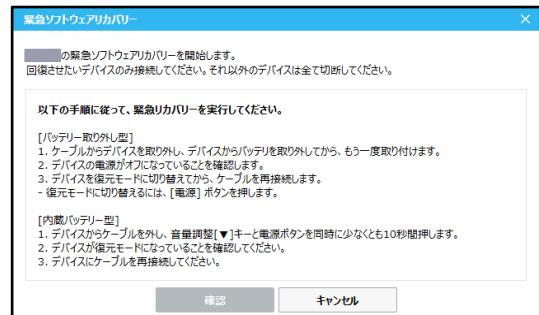 緊急ソフトウェアリカバリー
の緊急ソフトウェアリカバリーを開始します。
回復させたいデバイスのみ接続してください。それ以外のデバイスは全て切断してください。
以下の手順に従って、緊急リカバリーを実行してください。
[バッテリー取り外し型]
1. ケーブルからデバイスを取り外し、デバイスからバッテリを取り外してから、もう一度取り付けます。
2. デバイスの電源がオフになっていることを確認します。
3. デバイスを復元モードに切り替えてから、ケーブルを再接続します。
- 復元モードに切り替えるには、[電源] ボタンを押します。
[内蔵バッテリー型]
1. デバイスからケーブルを外し、音量調整[▼]キーと電源ボタンを同時に少なくとも10秒間押します。
2. デバイスが復元モードになっていることを確認してください。
3. デバイスにケーブルを再接続してください。
確認
キャンセル